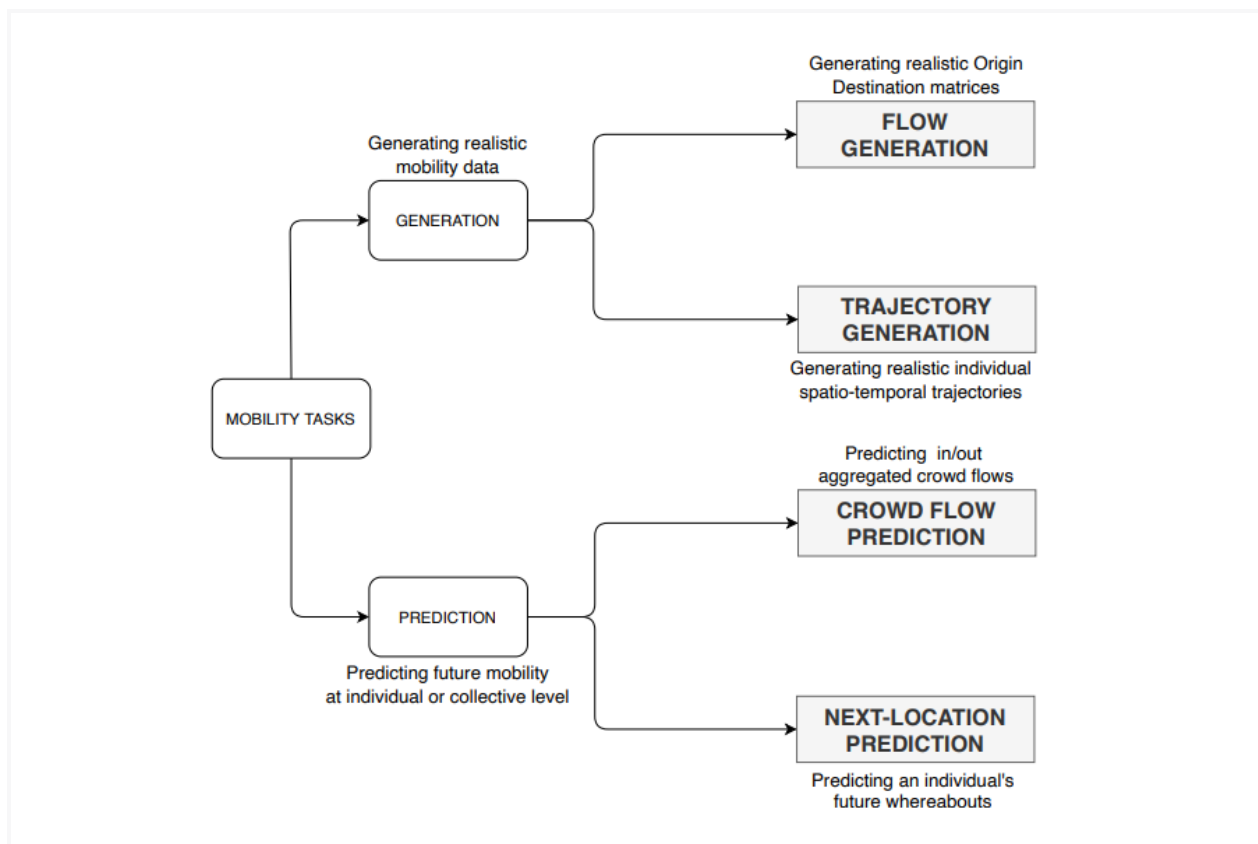 Generating realistic Origin
Destination matrices
FLOW
GENERATION
Generating realistic
mobility data
GENERATION
TRAJECTORY
GENERATION
Generating realistic individual
spatio-temporal trajectories
MOBILITY TASKS
Predicting in/out
aggregated crowd flows
CROWD FLOW
PREDICTION
PREDICTION
Predicting future mobility
at individual or collective level
NEXT-LOCATION
PREDICTION
Predicting an individual's
future whereabouts